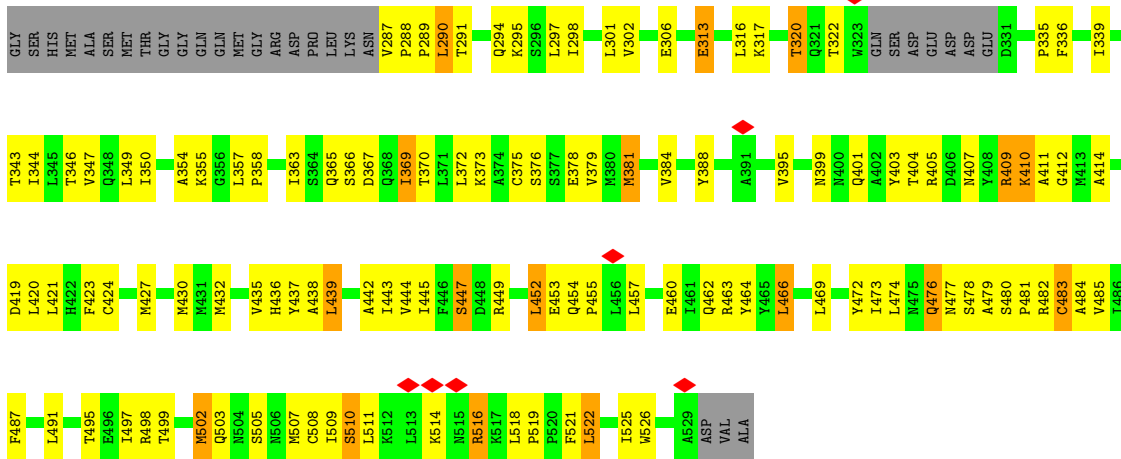 GLY SER HIS MET ALA SER MET THR GLY GLY GLN GLN MET GLY ARG ASP PRO LEU LYS ASN V287 P288 P289 L290 T291 Q294 K295 S296 L297 I298 L301 V302 E306 E313 L316 K317 T320 Q321 T322 W323 GLN SER ASP GLU ASP ASP GLU D331 P335 F336 I339
T343 I344 L345 T346 V347 Q348 L349 I350 A354 K355 G356 L357 P358 I363 S364 Q365 S366 D367 Q368 I369 T370 L371 L372 K373 A374 C375 S376 S377 E378 V379 M380 M381 V384 Y388 A391 V395 N399 N400 Q401 A402 Y403 T404 R405 D406 N407 Y408 R409 K410 A411 G412 M413 A414
D419 L420 L421 H422 F423 C424 M427 M430 M431 M432 V435 H436 Y437 A438 L439 A442 I443 V444 I445 F446 S447 D448 R449 L452 E453 Q454 P455 L456 L457 E460 I461 Q462 R463 Y464 Y465 L466 L469 Y472 I473 L474 N475 Q476 N477 S478 A479 S480 P481 R482 C483 A484 V485 I486
F487 L491 T495 E496 I497 R498 T499 M502 Q503 N504 S505 N506 M507 C508 I509 S510 L511 K512 L513 K514 N515 R516 K517 L518 P519 P520 F521 L522 I525 W526 A529 ASP VAL ALA